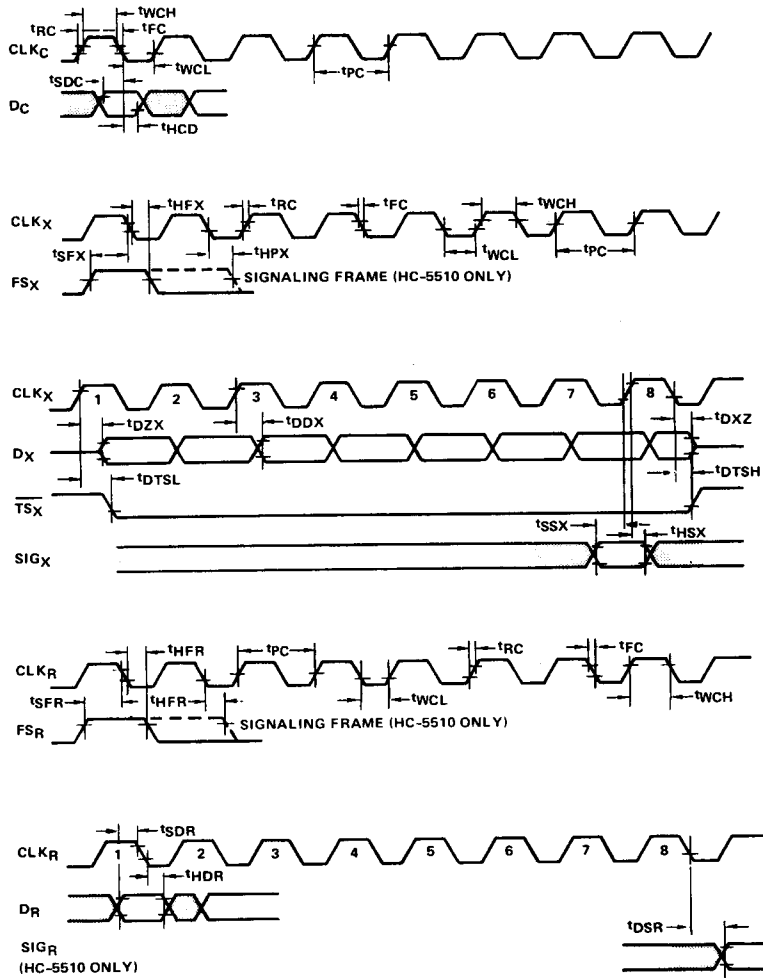 tWCH
tRC tFC
CLKC
tSDC tWCL tPC
DC
tHCD
tHFX tRC tFC tWCH
CLKX
tSFX tHPX tWCL tPC
FSX SIGNALING FRAME (HC-5510 ONLY)
CLKX 1 2 3 4 5 6 7 8
tDZX tDDX tDXZ
DX
tDTSL tDTSH
TSX
tSSX tHSX
SIGX
tHFR tPC tRC tFC
CLKR
tSFR tHFR tWCL tWCH
FSR SIGNALING FRAME (HC-5510 ONLY)
tSDR
CLKR 1 2 3 4 5 6 7 8
tHDR
DR
tDSR
SIGR
(HC-5510 ONLY)